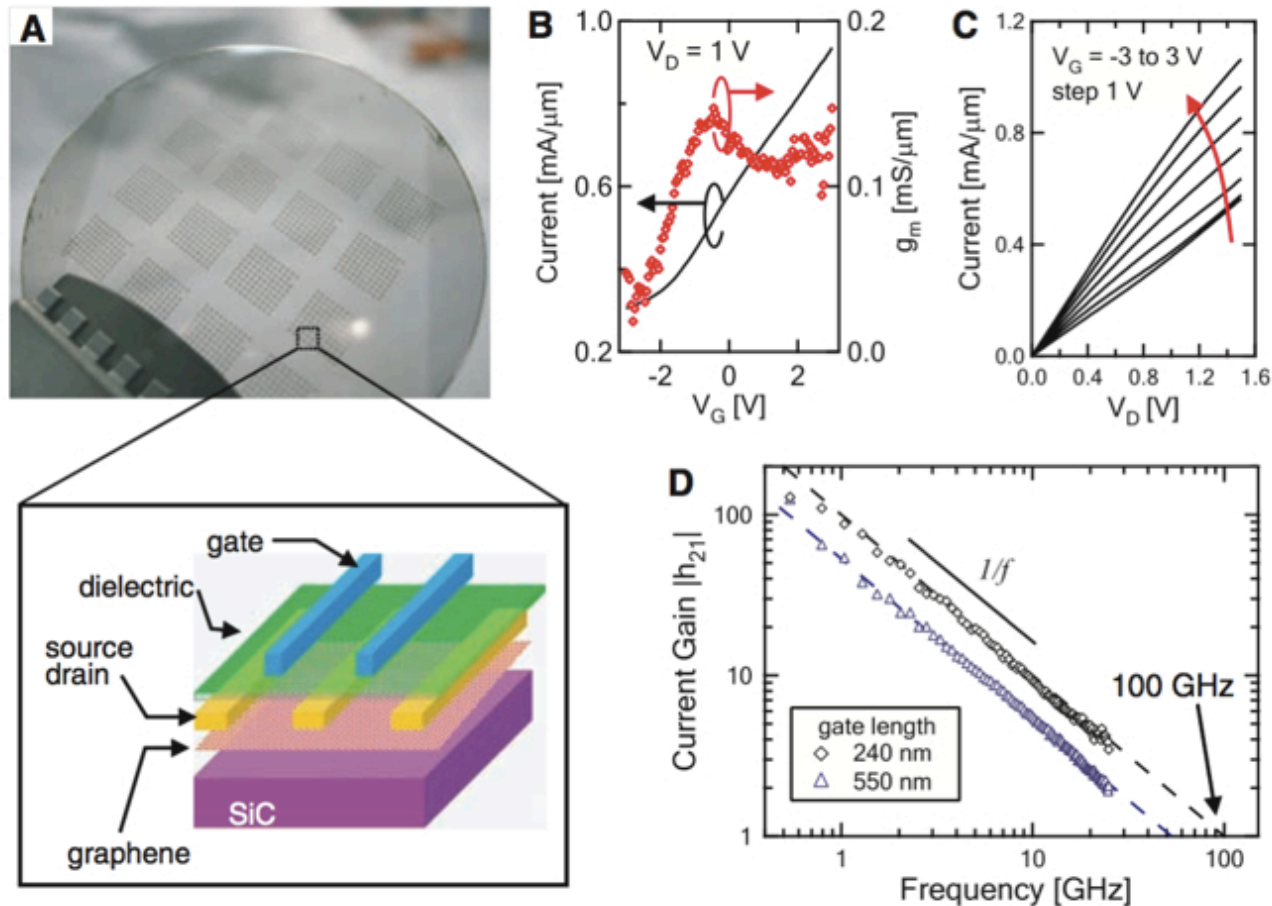 A
gate
dielectric
source
drain
SiC
graphene
B
V_D = 1 V
Current [mA/μm]
1.0
0.6
0.2
0.2
0.1
0.0
g_m [mS/μm]
-2
0
2
V_G [V]
C
V_G = -3 to 3 V
step 1 V
Current [mA/μm]
1.2
0.8
0.4
0.0
0.0
0.4
0.8
1.2
1.6
V_D [V]
D
Current Gain |h_21|
100
10
1
1/f
100 GHz
gate length
240 nm
550 nm
1
10
100
Frequency [GHz]